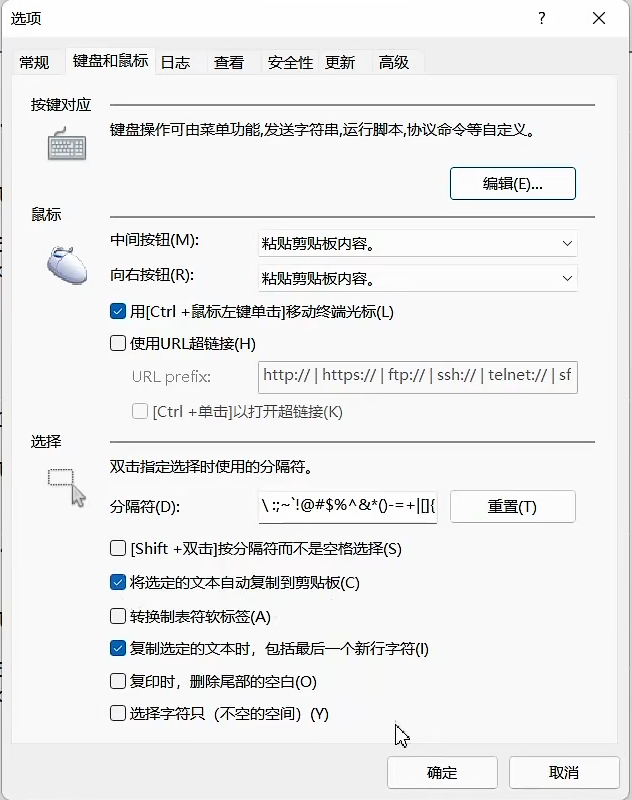 选项
常规 键盘和鼠标 日志 查看 安全性 更新 高级
按键对应
键盘操作可由菜单功能,发送字符串,运行脚本,协议命令等自定义。
编辑(E)...
鼠标
中间按钮(M): 粘贴剪贴板内容。
向右按钮(R): 粘贴剪贴板内容。
用[Ctrl +鼠标左键单击]移动终端光标(L)
使用URL超链接(H)
URL prefix: http:// | https:// | ftp:// | ssh:// | telnet:// | sf
[Ctrl +单击]以打开超链接(K)
选择
双击指定选择时使用的分隔符。
分隔符(D): \ :;~`!@#$%^&*()-=+|[]{ 重置(T)
[Shift +双击]按分隔符而不是空格选择(S)
将选定的文本自动复制到剪贴板(C)
转换制表符软标签(A)
复制选定的文本时，包括最后一个新行字符(I)
复印时，删除尾部的空白(O)
选择字符只（不空的空间）(Y)
确定 取消